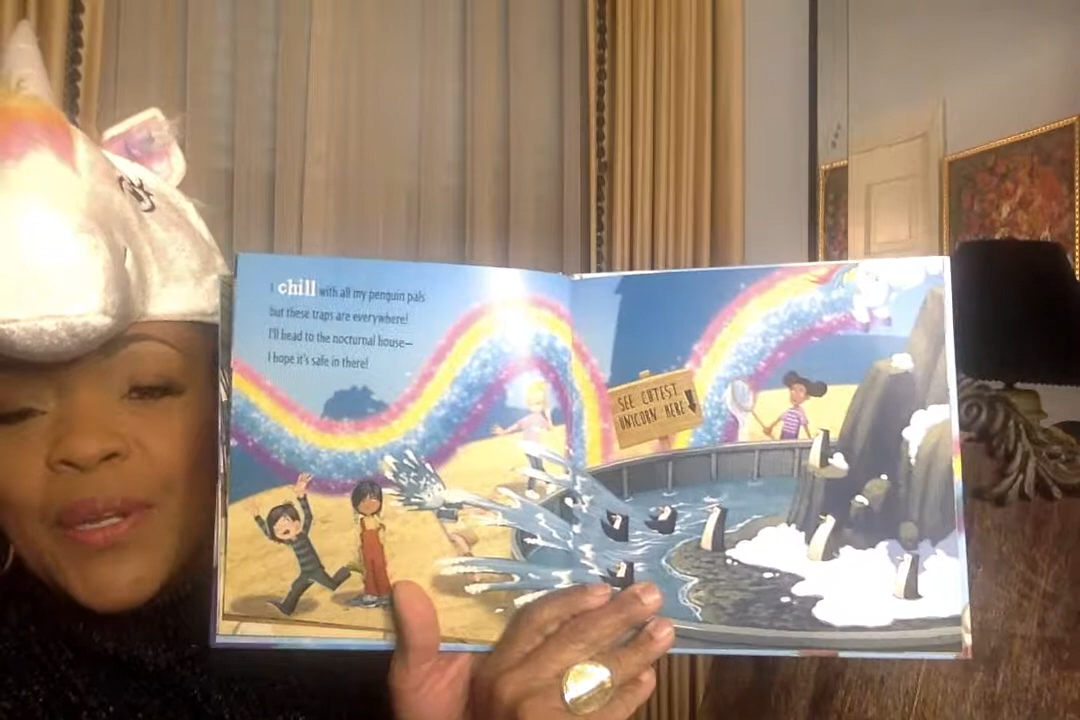 I chill with all my penguin pals
but these traps are everywhere!
I'll head to the nocturnal house—
I hope it's safe in there!
SEE CUTEST
UNICORN HERE